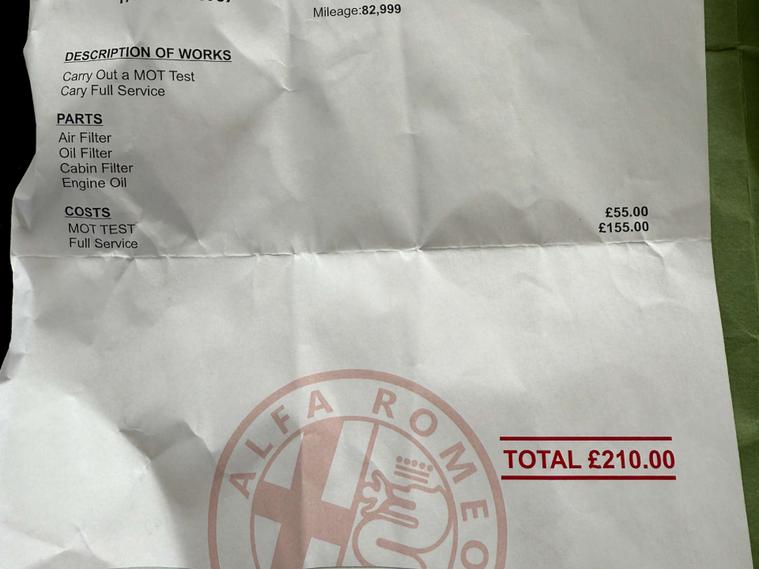 Mileage:82,999
DESCRIPTION OF WORKS
Carry Out a MOT Test
Cary Full Service
PARTS
Air Filter
Oil Filter
Cabin Filter
Engine Oil
COSTS
MOT TEST £55.00
Full Service £155.00
ALFA ROMEO
TOTAL £210.00